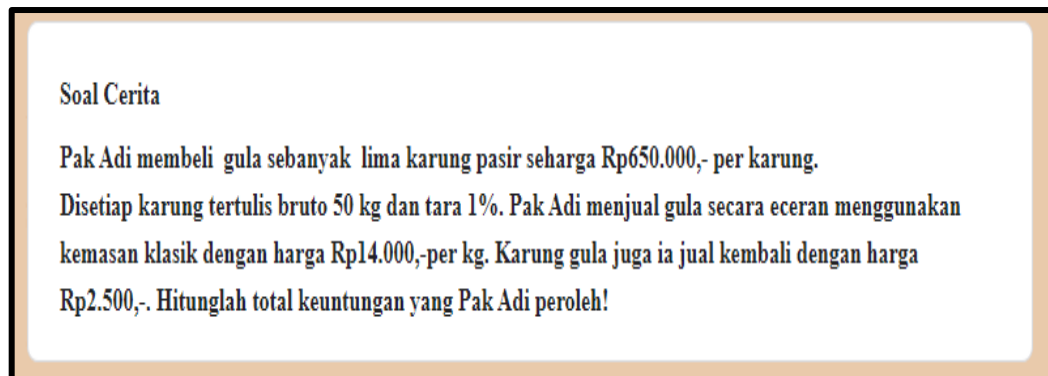 Soal Cerita
Pak Adi membeli gula sebanyak lima karung pasir seharga Rp650.000,- per karung.
Disetiap karung tertulis bruto 50 kg dan tara 1%. Pak Adi menjual gula secara eceran menggunakan
kemasan klasik dengan harga Rp14.000,-per kg. Karung gula juga ia jual kembali dengan harga
Rp2.500,-. Hitunglah total keuntungan yang Pak Adi peroleh!